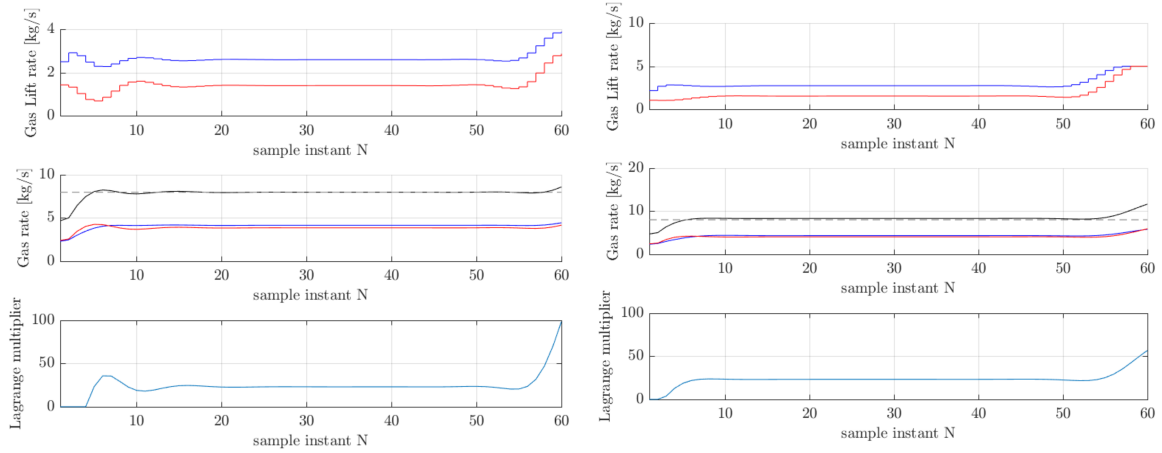 Gas Lift rate [kg/s]
4
2
0
10 20 30 40 50 60
sample instant N
Gas rate [kg/s]
10
5
0
10 20 30 40 50 60
sample instant N
Lagrange multiplier
100
50
0
10 20 30 40 50 60
sample instant N
Gas Lift rate [kg/s]
10
5
0
10 20 30 40 50 60
sample instant N
Gas rate [kg/s]
20
10
0
10 20 30 40 50 60
sample instant N
Lagrange multiplier
100
50
0
10 20 30 40 50 60
sample instant N